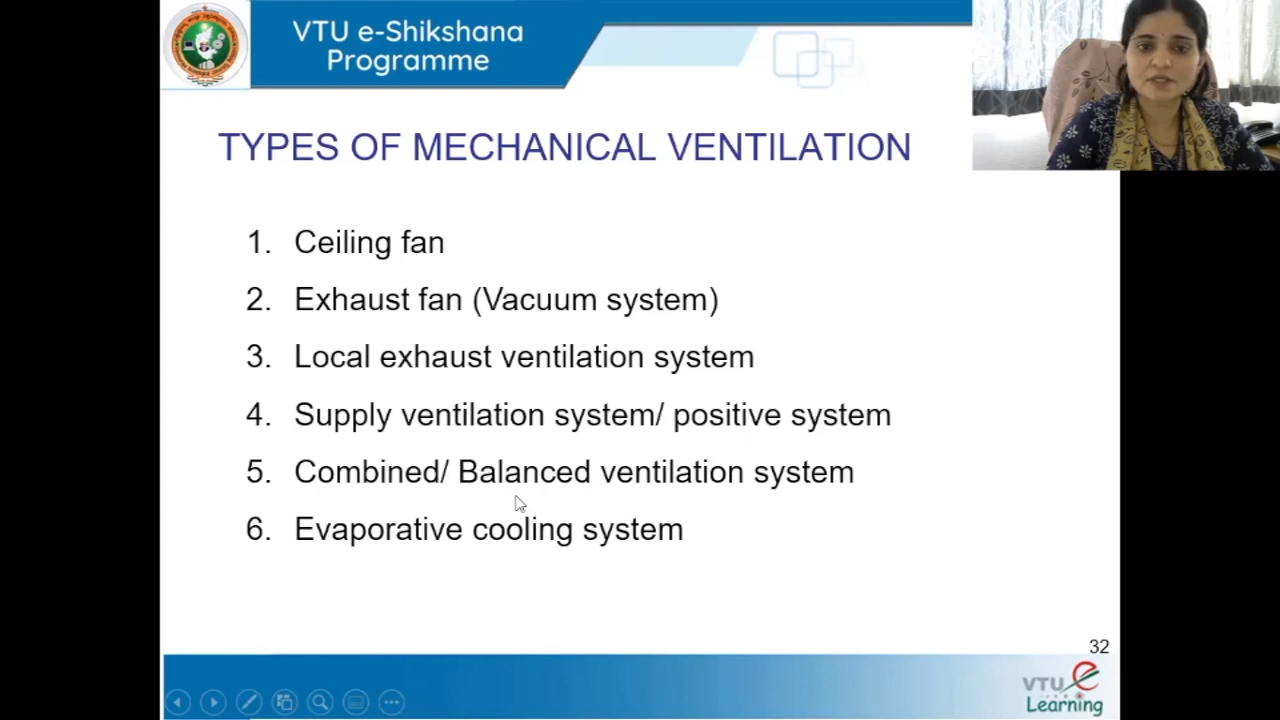 VTU e-Shikshana
Programme
TYPES OF MECHANICAL VENTILATION
1. Ceiling fan
2. Exhaust fan (Vacuum system)
3. Local exhaust ventilation system
4. Supply ventilation system/ positive system
5. Combined/ Balanced ventilation system
6. Evaporative cooling system
32
VTU e
Learning